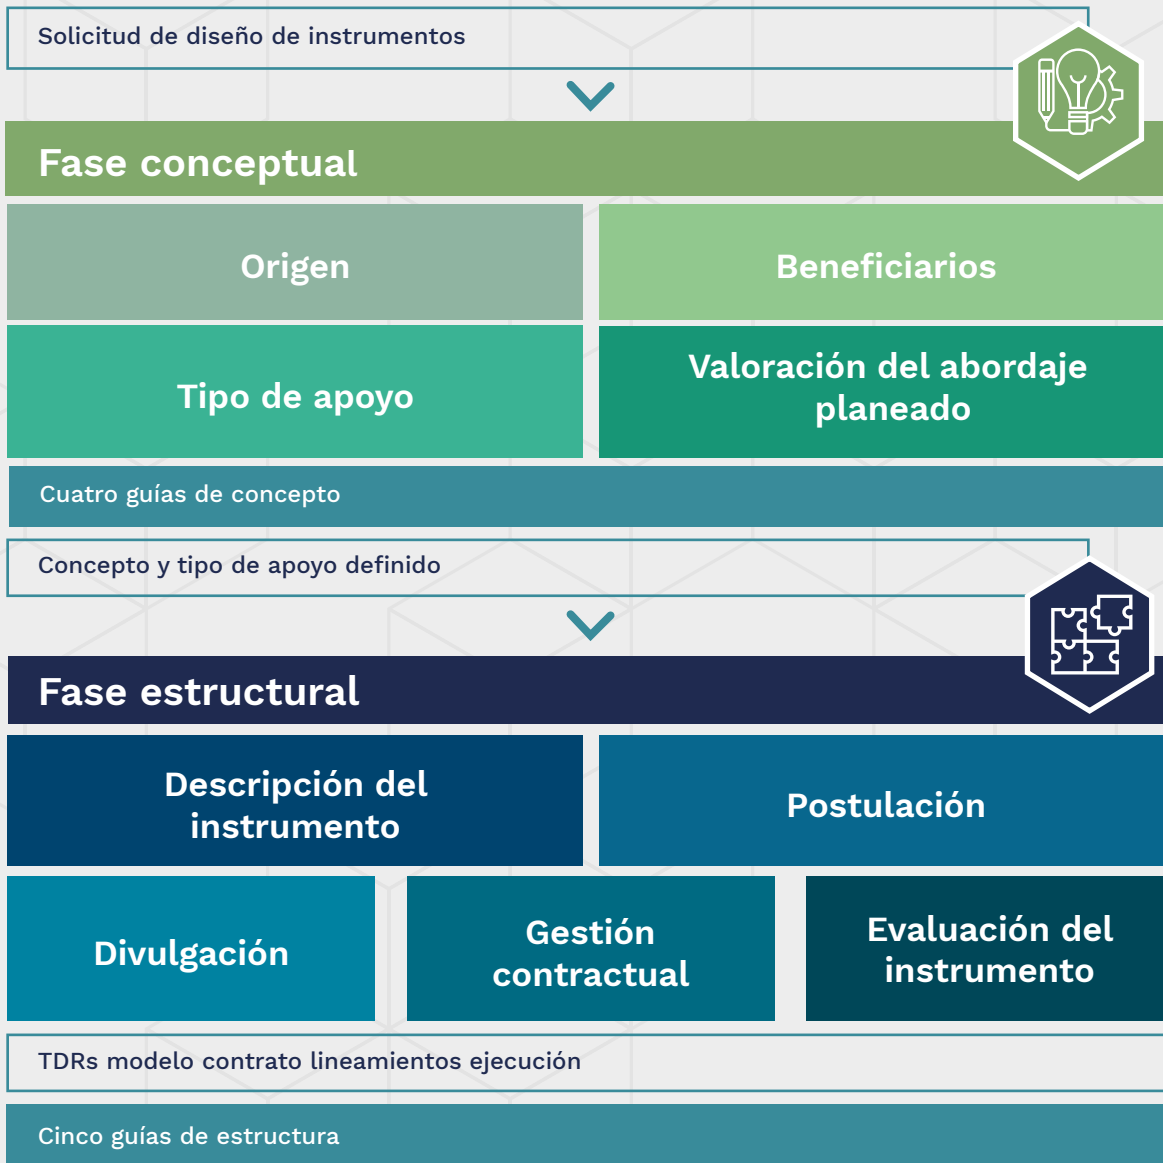 Solicitud de diseño de instrumentos
Fase conceptual
Origen
Beneficiarios
Tipo de apoyo
Valoración del abordaje
planeado
Cuatro guías de concepto
Concepto y tipo de apoyo definido
Fase estructural
Descripción del
instrumento
Postulación
Divulgación
Gestión
contractual
Evaluación del
instrumento
TDRs modelo contrato lineamientos ejecución
Cinco guías de estructura